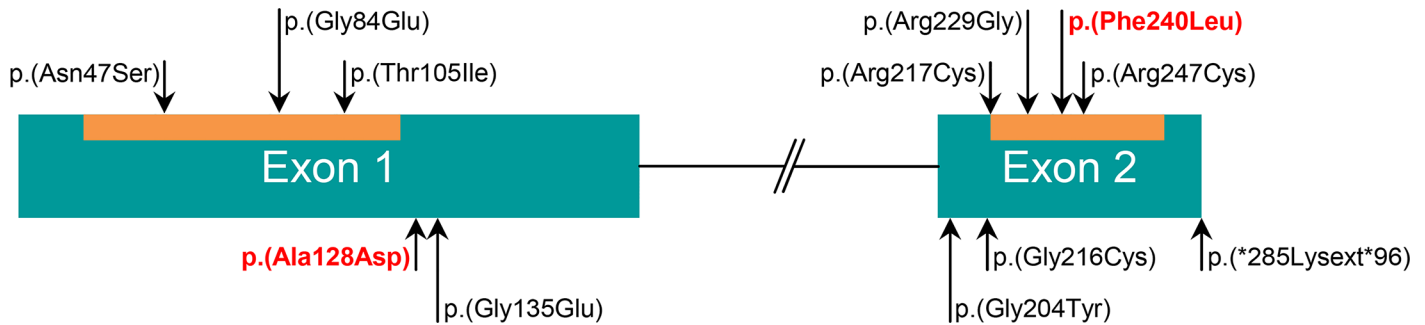 p.(Gly84Glu)
p.(Arg229Gly)
p.(Phe240Leu)
p.(Asn47Ser)
p.(Thr105Ile)
p.(Arg217Cys)
p.(Arg247Cys)
Exon 1
Exon 2
p.(Ala128Asp)
p.(Gly216Cys)
p.(*285Lysext*96)
p.(Gly135Glu)
p.(Gly204Tyr)